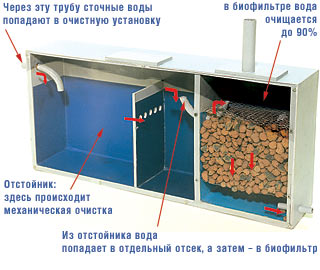 Через эту трубу сточные воды
попадают в очистную установку
в биофильтре вода
очищается
до 90%
Отстойник:
здесь происходит
механическая очистка
Из отстойника вода
попадает в отдельный отсек, а затем – в биофильтр